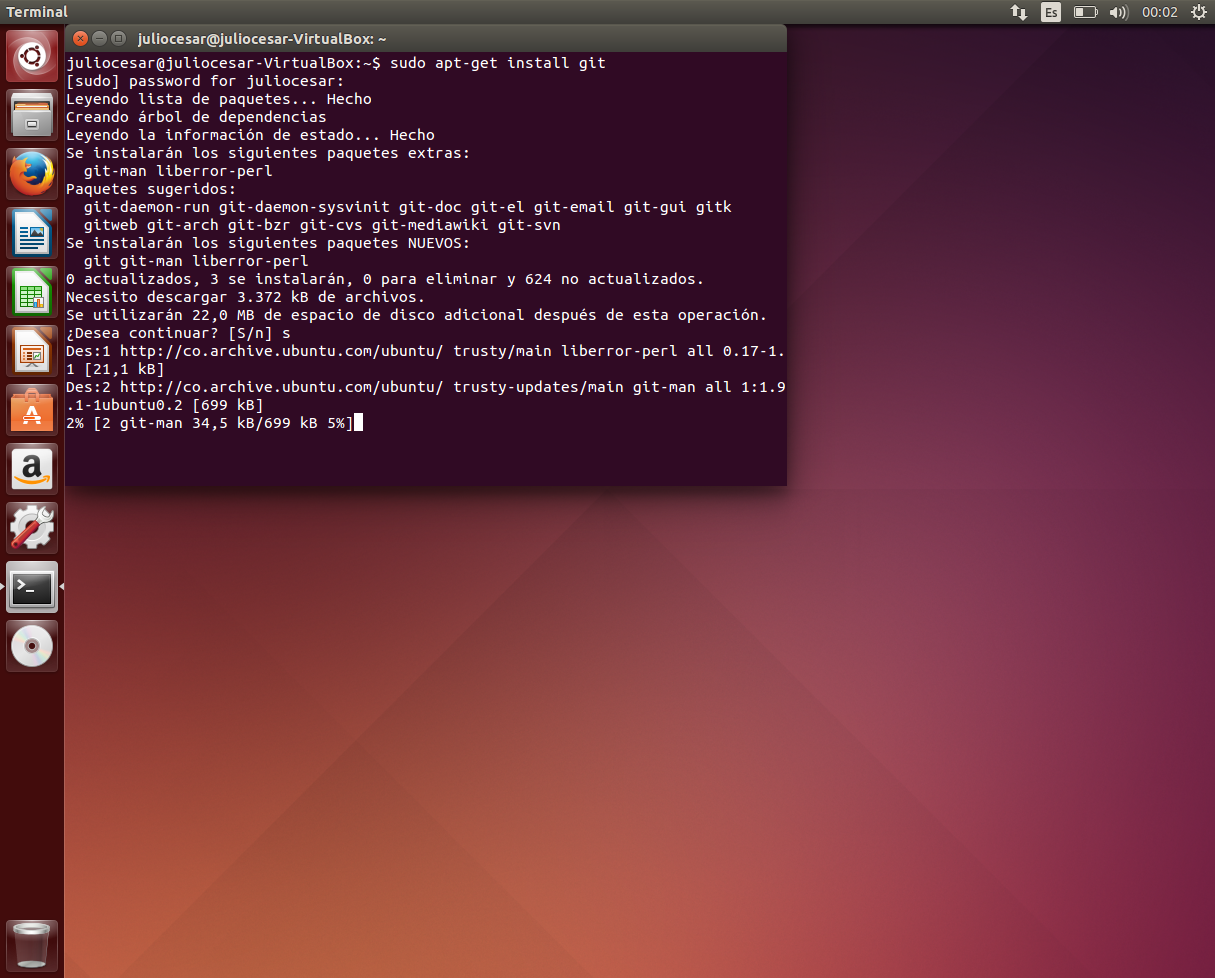 Terminal
Es
00:02
juliocesar@juliocesar-VirtualBox: ~
juliocesar@juliocesar-VirtualBox:~$ sudo apt-get install git
[sudo] password for juliocesar:
Leyendo lista de paquetes... Hecho
Creando árbol de dependencias
Leyendo la información de estado... Hecho
Se instalarán los siguientes paquetes extras:
  git-man liberror-perl
Paquetes sugeridos:
  git-daemon-run git-daemon-sysvinit git-doc git-el git-email git-gui gitk
  gitweb git-arch git-bzr git-cvs git-mediawiki git-svn
Se instalarán los siguientes paquetes NUEVOS:
  git git-man liberror-perl
0 actualizados, 3 se instalarán, 0 para eliminar y 624 no actualizados.
Necesito descargar 3.372 kB de archivos.
Se utilizarán 22,0 MB de espacio de disco adicional después de esta operación.
¿Desea continuar? [S/n] s
Des:1 http://co.archive.ubuntu.com/ubuntu/ trusty/main liberror-perl all 0.17-1.
1 [21,1 kB]
Des:2 http://co.archive.ubuntu.com/ubuntu/ trusty-updates/main git-man all 1:1.9
.1-1ubuntu0.2 [699 kB]
2% [2 git-man 34,5 kB/699 kB 5%]